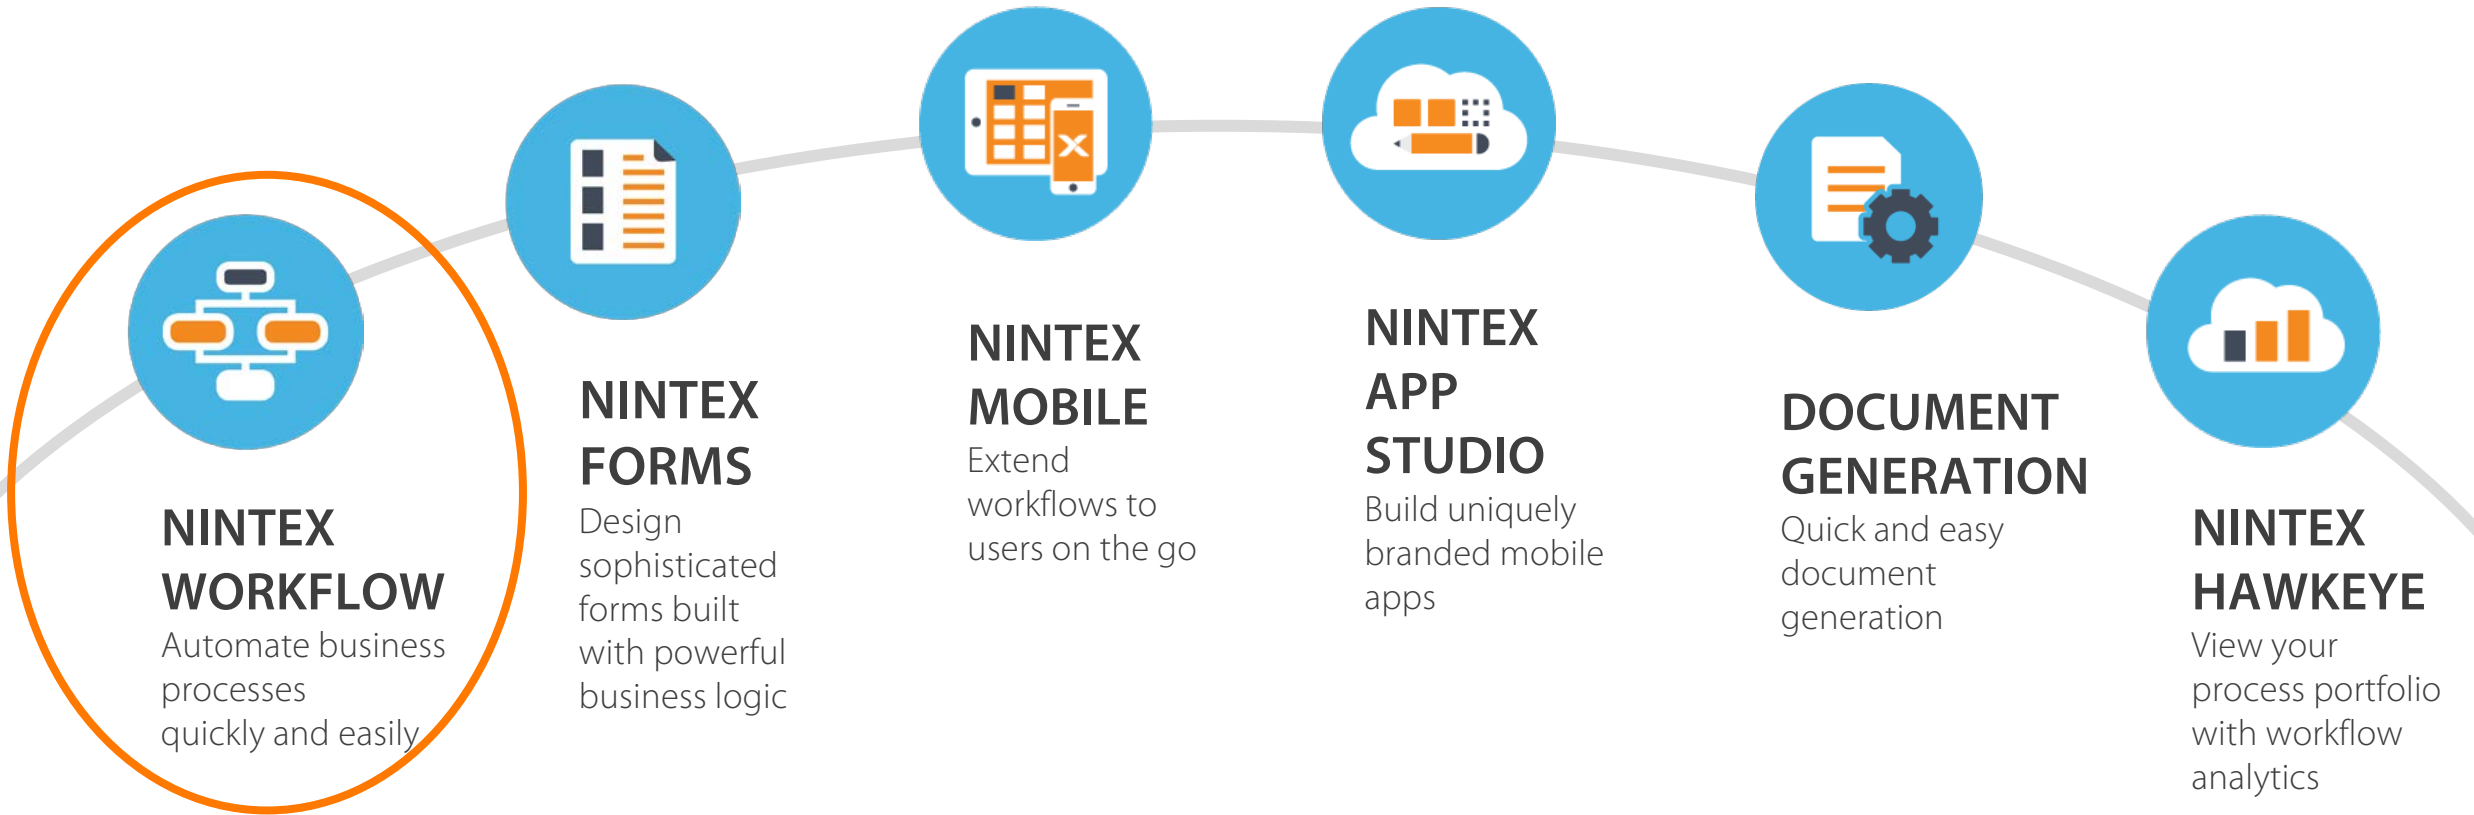 NINTEX
WORKFLOW
Automate business
processes
quickly and easily
NINTEX
FORMS
Design
sophisticated
forms built
with powerful
business logic
NINTEX
MOBILE
Extend
workflows to
users on the go
NINTEX
APP
STUDIO
Build uniquely
branded mobile
apps
DOCUMENT
GENERATION
Quick and easy
document
generation
NINTEX
HAWKEYE
View your
process portfolio
with workflow
analytics